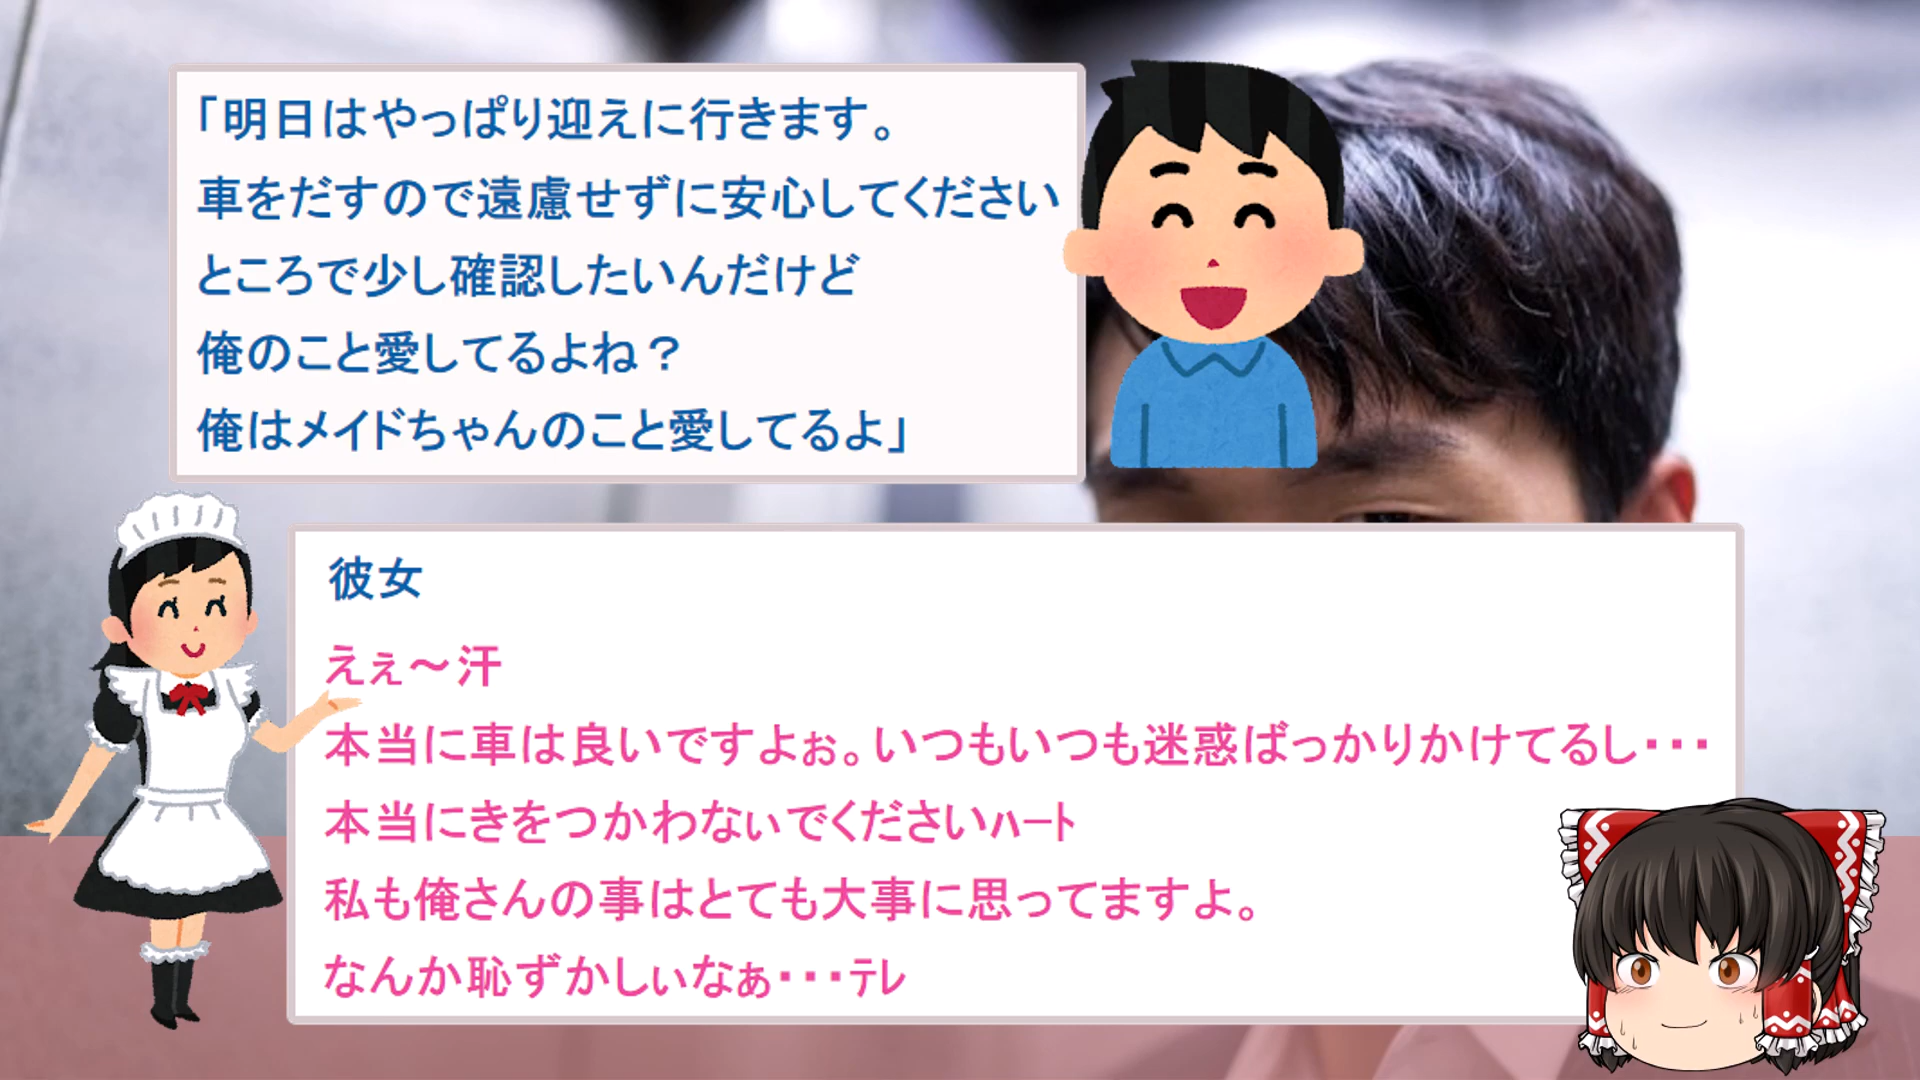 「明日はやっぱり迎えに行きます。
車をだすので遠慮せずに安心してください
ところで少し確認したいんだけど
俺のこと愛してるよね？
俺はメイドちゃんのこと愛してるよ」
彼女
えぇ～汗
本当に車は良いですよぉ。いつもいつも迷惑ばっかりかけてるし・・・
本当にきをつかわなぃでくださいﾊｰﾄ
私も俺さんの事はとても大事に思ってますよ。
なんか恥ずかしぃなぁ・・・ﾃﾚ